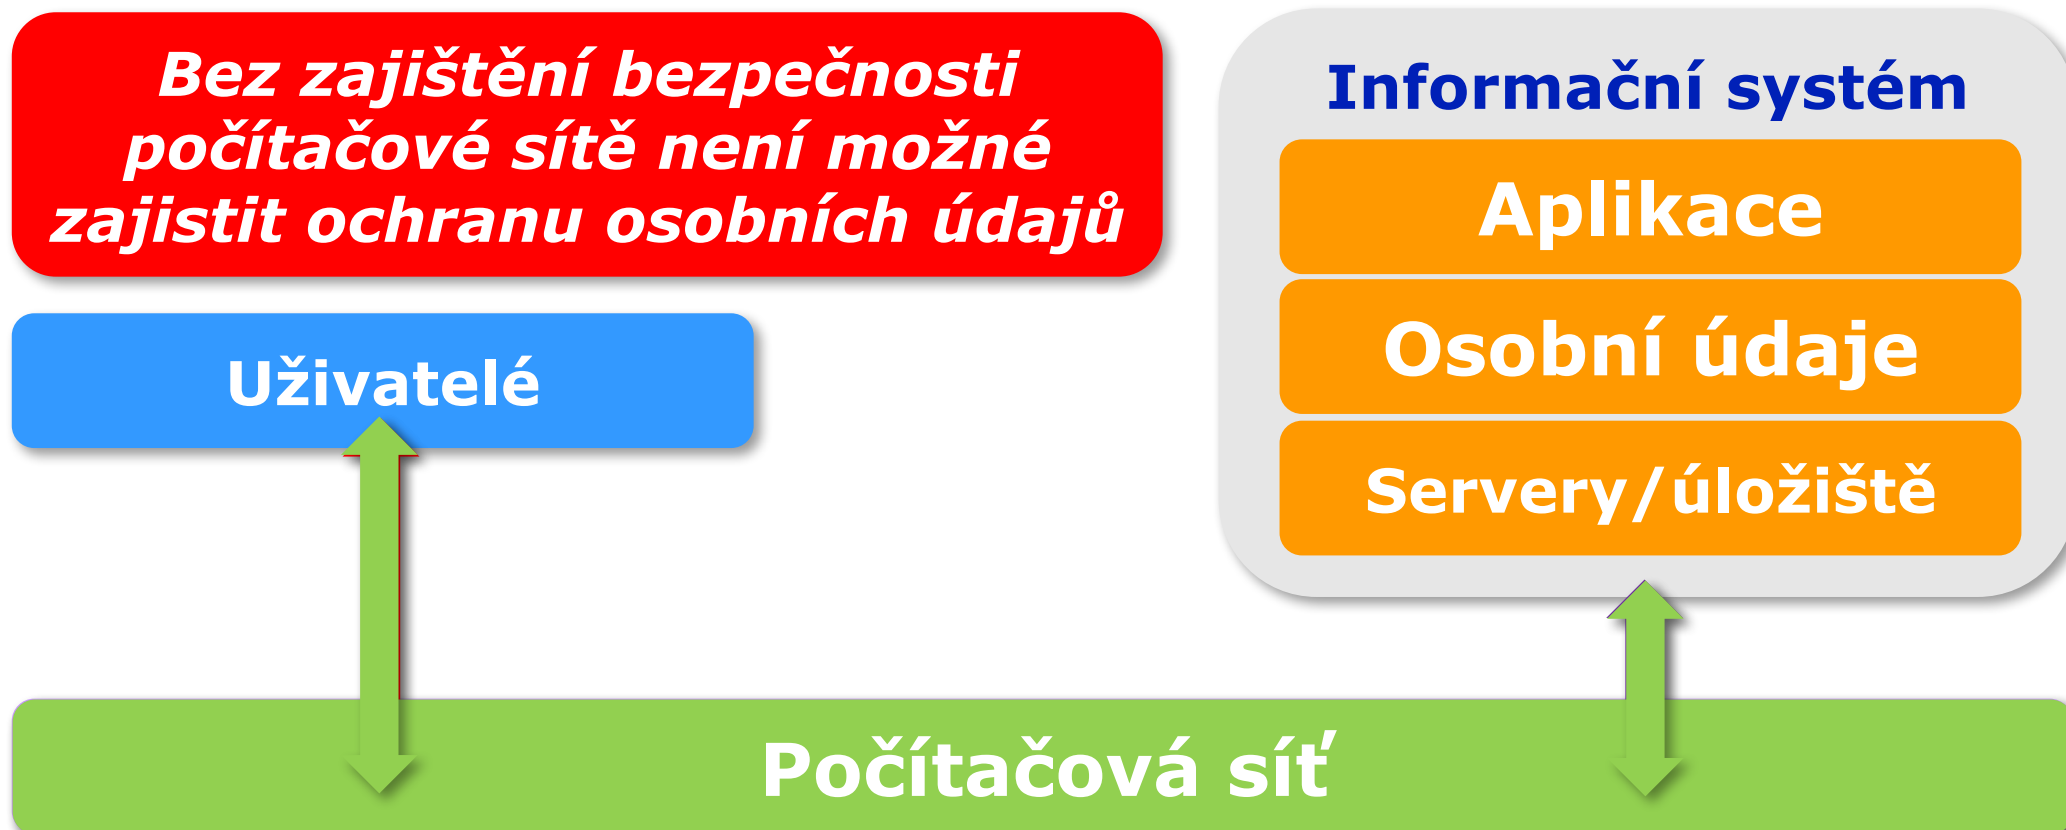 Bez zajištění bezpečnosti
počítačové sítě není možné
zajistit ochranu osobních údajů
Informační systém
Aplikace
Osobní údaje
Servery/úložiště
Uživatelé
Počítačová síť